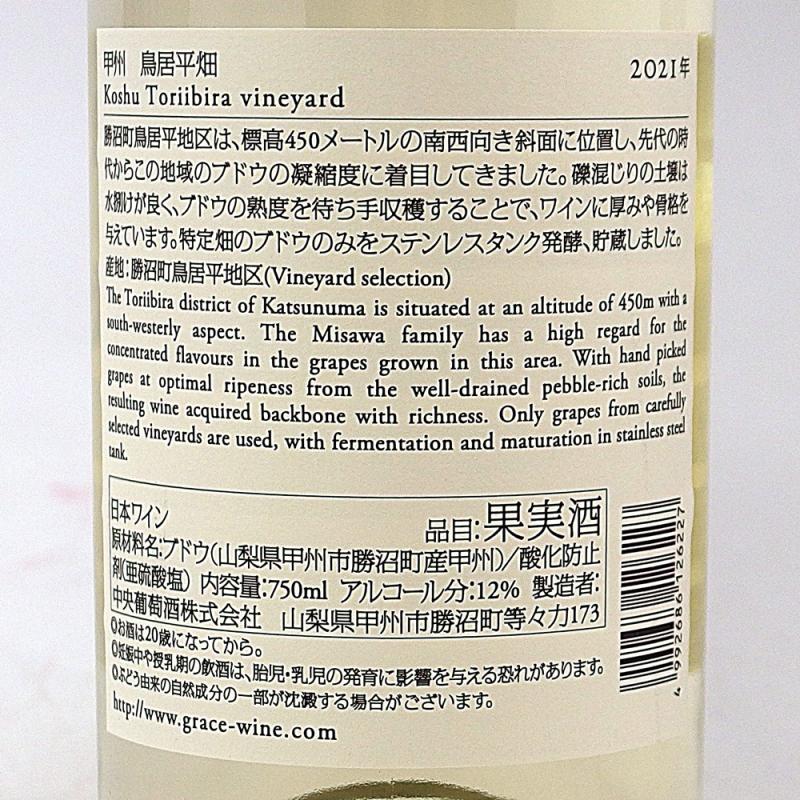 甲州 鳥居平畑 2021年
Koshu Toriibira vineyard
勝沼町鳥居平地区は、標高450メートルの南西向き斜面に位置し、先代の時
代からこの地域のブドウの凝縮度に着目してきました。礫混じりの土壌は
水捌けが良く、ブドウの熟度を待ち手収穫することで、ワインに厚みや骨格を
与えています。特定畑のブドウのみをステンレスタンク発酵、貯蔵しました。
産地:勝沼町鳥居平地区(Vineyard selection)
The Toriibira district of Katsunuma is situated at an altitude of 450m with a
south-westerly aspect. The Misawa family has a high regard for the
concentrated flavours in the grapes grown in this area. With hand picked
grapes at optimal ripeness from the well-drained pebble-rich soils, the
resulting wine acquired backbone with richness. Only grapes from carefully
selected vineyards are used, with fermentation and maturation in stainless steel
tank.
日本ワイン 品目:果実酒
原材料名:ブドウ(山梨県甲州市勝沼町産甲州)/酸化防止
剤(亜硫酸塩) 内容量:750ml アルコール分:12% 製造者:
中央葡萄酒株式会社 山梨県甲州市勝沼町等々力173
●お酒は20歳になってから。
●妊娠中や授乳期の飲酒は、胎児・乳児の発育に影響を与える恐れがあります。
●ぶどう由来の自然成分の一部が沈澱する場合がございます。
http://www.grace-wine.com
4 992686 126227